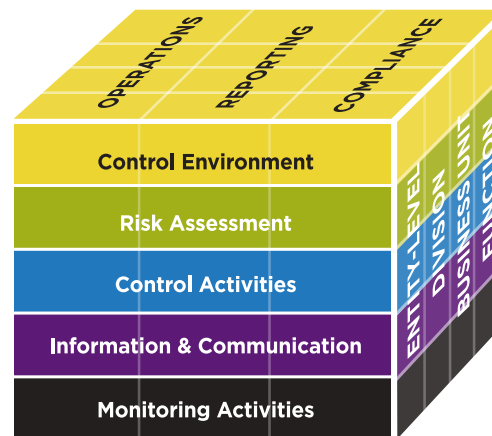 OPERATIONS
REPORTING
COMPLIANCE
Control Environment
Risk Assessment
Control Activities
Information & Communication
Monitoring Activities
ENTITY-LEVEL
DIVISION
BUSINESS UNIT
FUNCTION